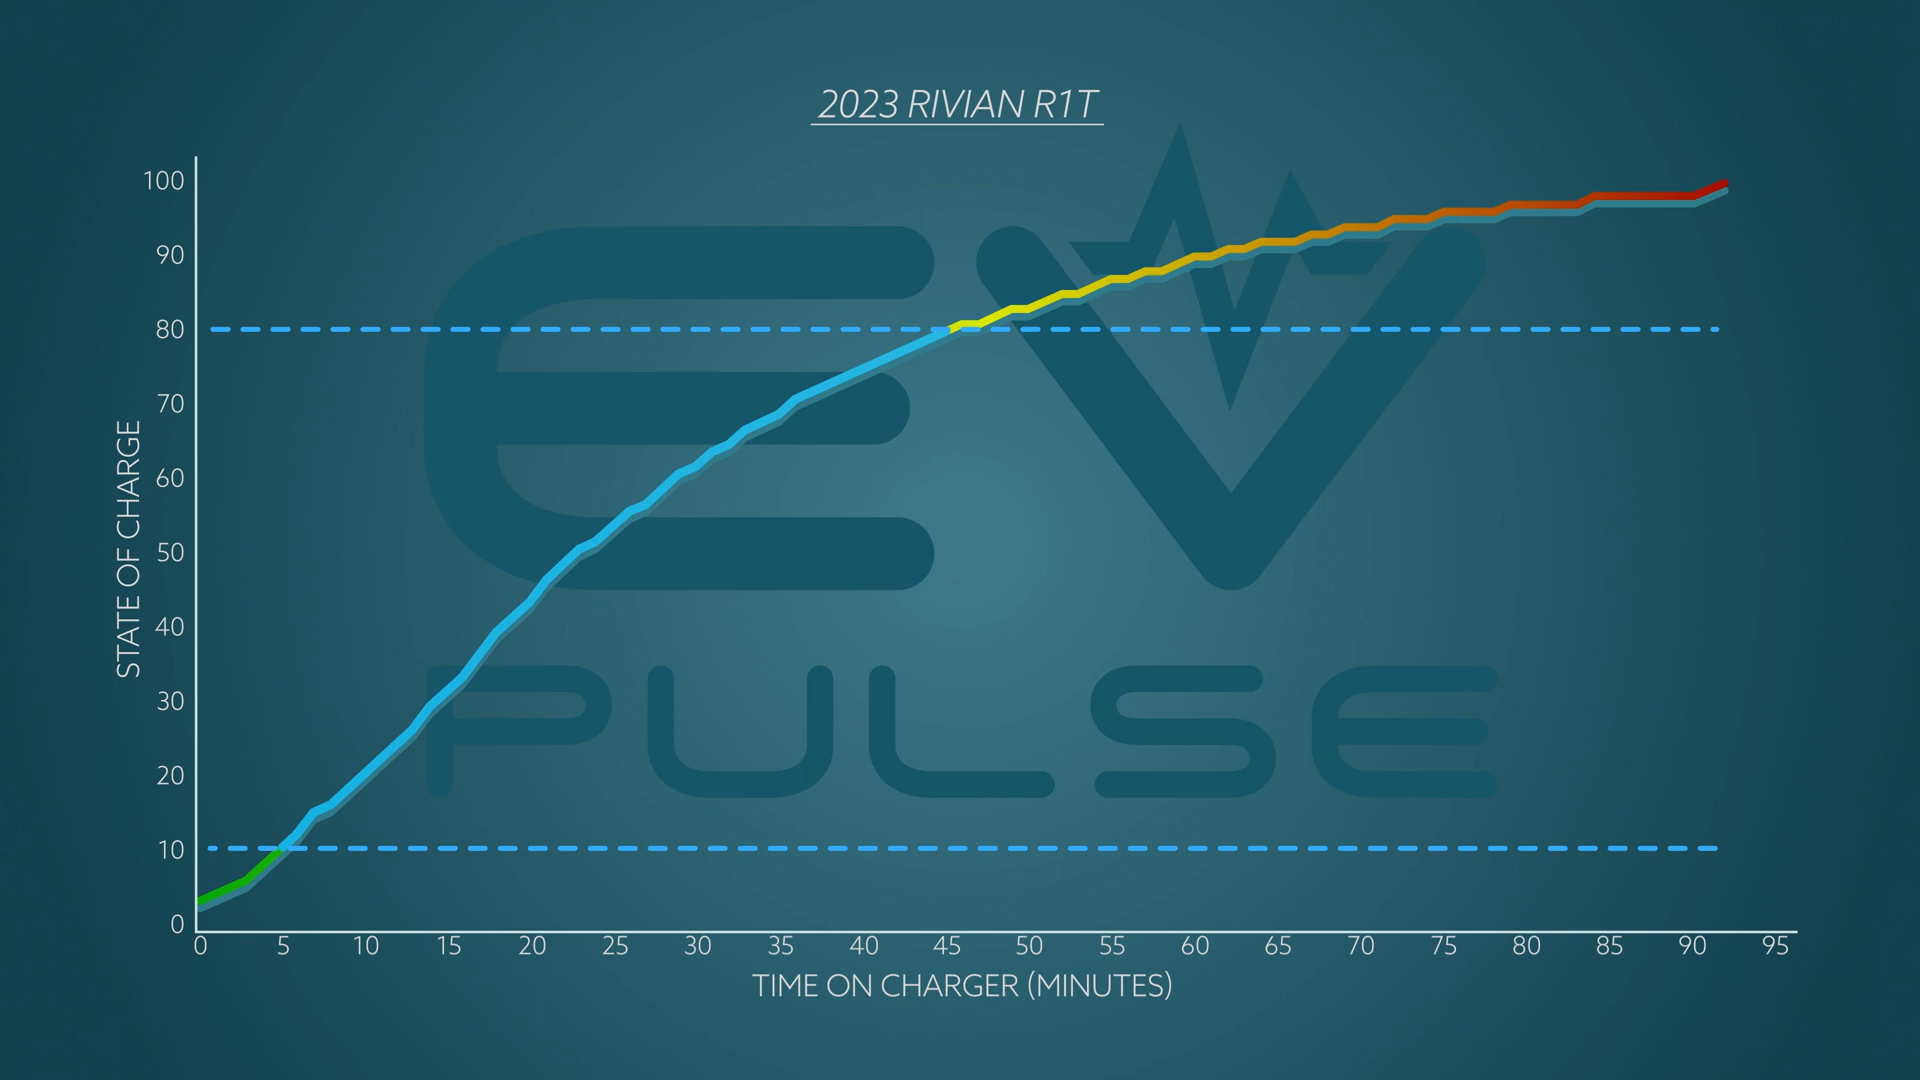 2023 RIVIAN R1T
100
90
80
70
60
50
40
30
20
10
0
STATE OF CHARGE
0 5 10 15 20 25 30 35 40 45 50 55 60 65 70 75 80 85 90 95
TIME ON CHARGER (MINUTES)
EV
PULSE